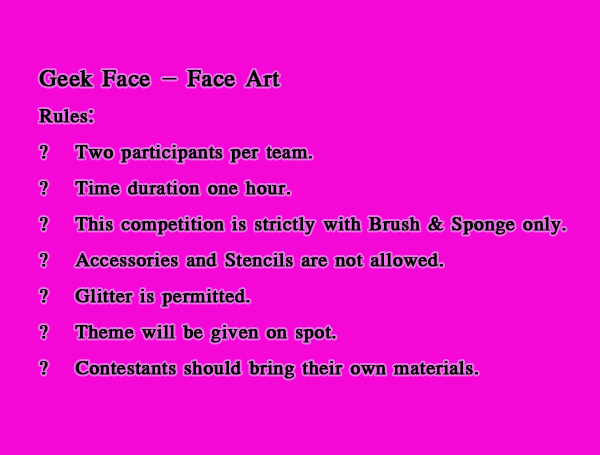 Geek Face – Face Art
Rules:
? Two participants per team.
? Time duration one hour.
? This competition is strictly with Brush & Sponge only.
? Accessories and Stencils are not allowed.
? Glitter is permitted.
? Theme will be given on spot.
? Contestants should bring their own materials.